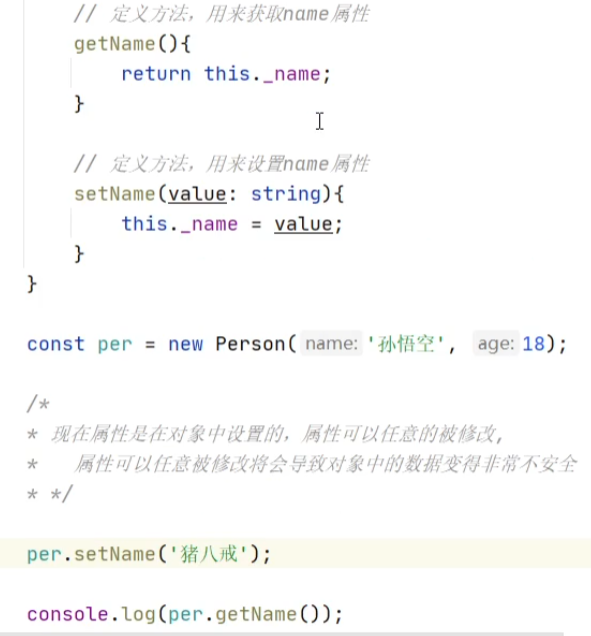 // 定义方法，用来获取name属性
getName(){
return this._name;
}
// 定义方法，用来设置name属性
setName(value: string){
this._name = value;
}
}
const per = new Person( name: '孙悟空', age: 18);
/*
* 现在属性是在对象中设置的，属性可以任意的被修改,
* 属性可以任意被修改将会导致对象中的数据变得非常不安全
* */
per.setName('猪八戒');
console.log(per.getName());